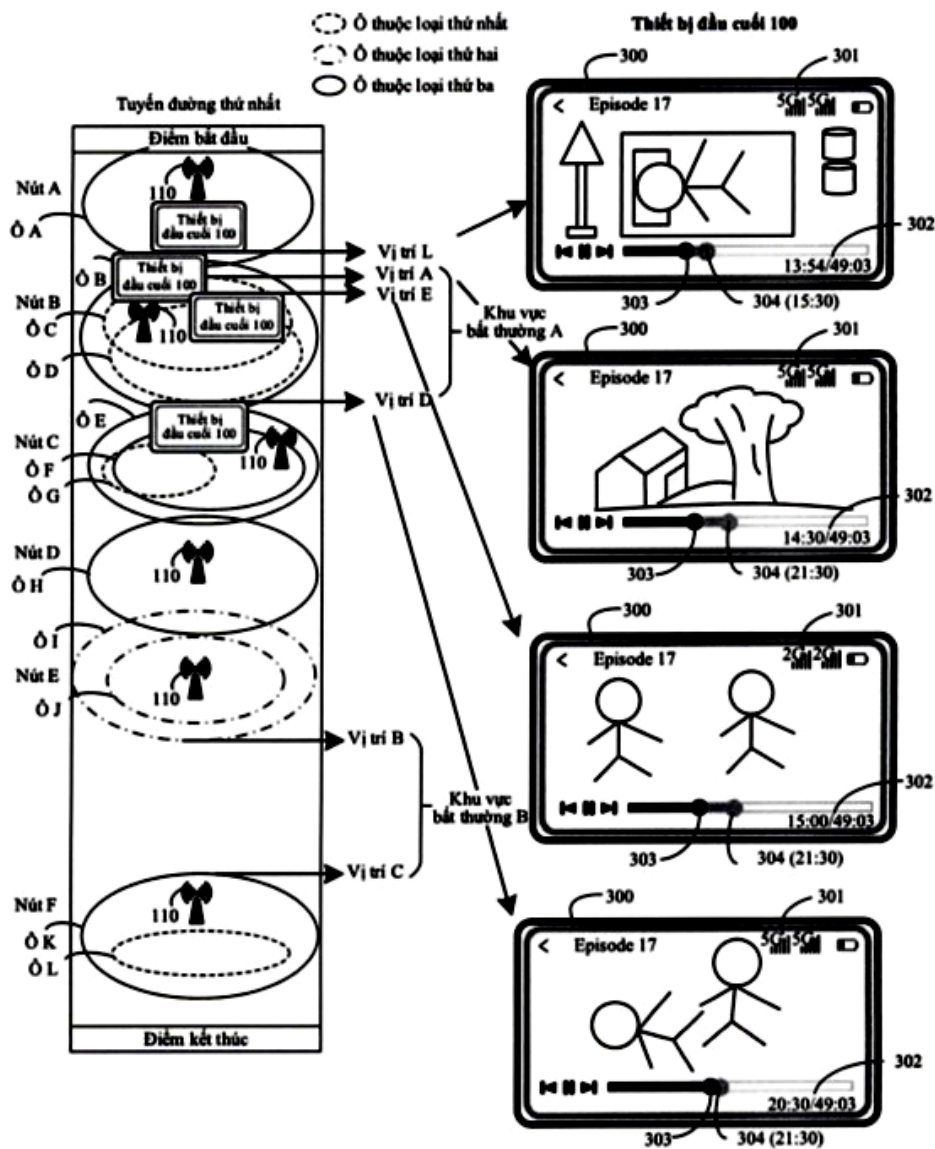 Ô thuộc loại thứ nhất
Ô thuộc loại thứ hai
Ô thuộc loại thứ ba
Thiết bị đầu cuối 100
Tuyến đường thứ nhất
Điểm bắt đầu
Nút A
Ô A
110
Thiết bị
đầu cuối 100
Vị trí L
Ô B
Thiết bị
đầu cuối 100
Vị trí A
Vị trí E
Nút B
Ô C
110
Thiết bị
đầu cuối 100
Khu vực
bất thường A
Ô D
Vị trí D
Ô E
Thiết bị
đầu cuối 100
Nút C
Ô F
110
Ô G
Nút D
110
Ô H
Ô I
Nút E
110
Ô J
Vị trí B
Khu vực
bất thường B
Vị trí C
Nút F
110
Ô K
Ô L
Điểm kết thúc
300
301
Episode 17
5G 5G
302
13:54/49:03
303
304 (15:30)
300
301
Episode 17
5G 5G
302
14:30/49:03
303
304 (21:30)
300
301
Episode 17
2G 2G
302
15:00/49:03
303
304 (21:30)
300
301
Episode 17
5G 5G
302
20:30/49:03
303
304 (21:30)